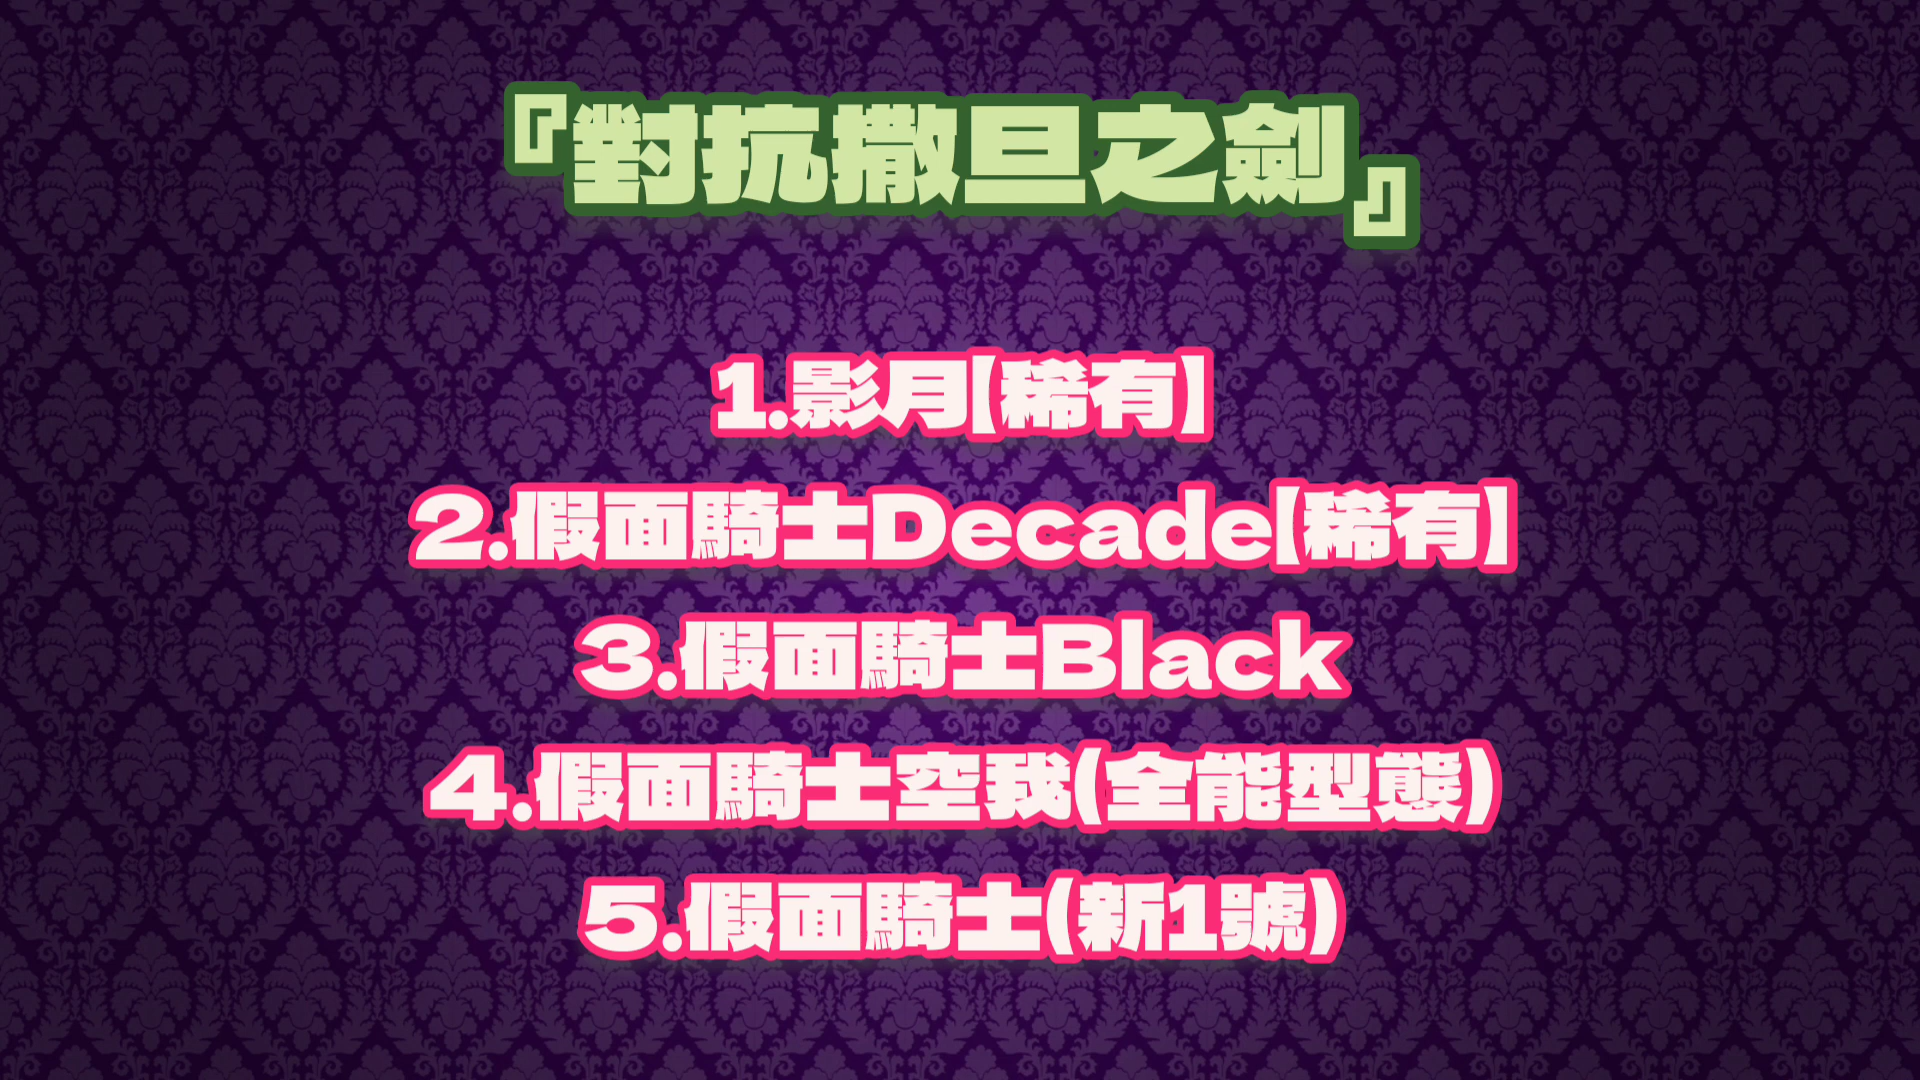 『對抗撒旦之劍』
1.影月【稀有】
2.假面騎士Decade【稀有】
3.假面騎士Black
4.假面騎士空我(全能型態)
5.假面騎士(新1號)